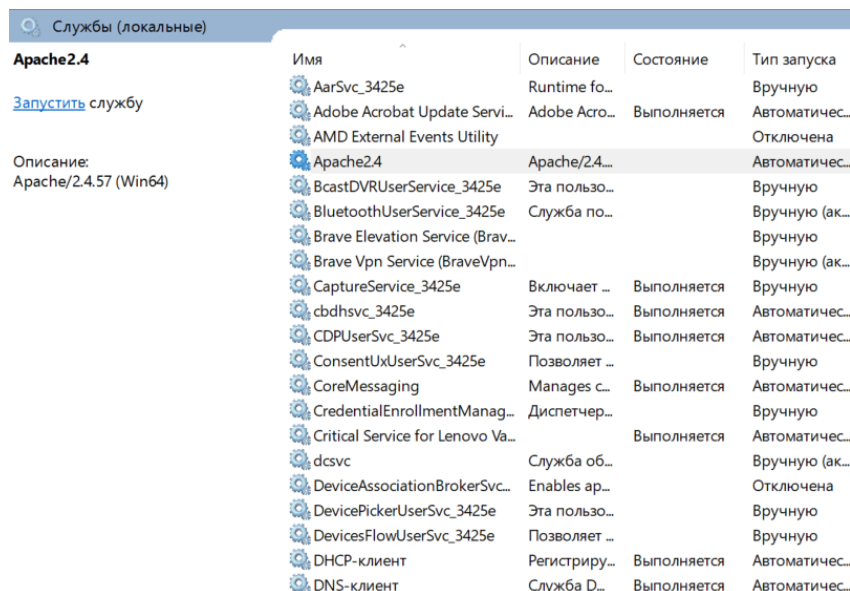 Службы (локальные)
Apache2.4
Запустить службу
Описание:
Apache/2.4.57 (Win64)
Имя Описание Состояние Тип запуска
AarSvc_3425e Runtime fo... Вручную
Adobe Acrobat Update Servi... Adobe Acro... Выполняется Автоматичес...
AMD External Events Utility Отключена
Apache2.4 Apache/2.4.... Автоматичес...
BcastDVRUserService_3425e Эта пользо... Вручную
BluetoothUserService_3425e Служба по... Вручную (ак...
Brave Elevation Service (Brav... Вручную
Brave Vpn Service (BraveVpn... Вручную (ак...
CaptureService_3425e Включает ... Выполняется Вручную
cbdhsvc_3425e Эта пользо... Выполняется Автоматичес...
CDPUserSvc_3425e Эта пользо... Выполняется Автоматичес...
ConsentUxUserSvc_3425e Позволяет ... Вручную
CoreMessaging Manages c... Выполняется Автоматичес...
CredentialEnrollmentManag... Диспетчер... Вручную
Critical Service for Lenovo Va... Выполняется Автоматичес...
dcsvc Служба об... Вручную (ак...
DeviceAssociationBrokerSvc... Enables ap... Отключена
DevicePickerUserSvc_3425e Эта пользо... Вручную
DevicesFlowUserSvc_3425e Позволяет ... Вручную
DHCP-клиент Регистриру... Выполняется Автоматичес...
DNS-клиент Служба D... Выполняется Автоматичес...